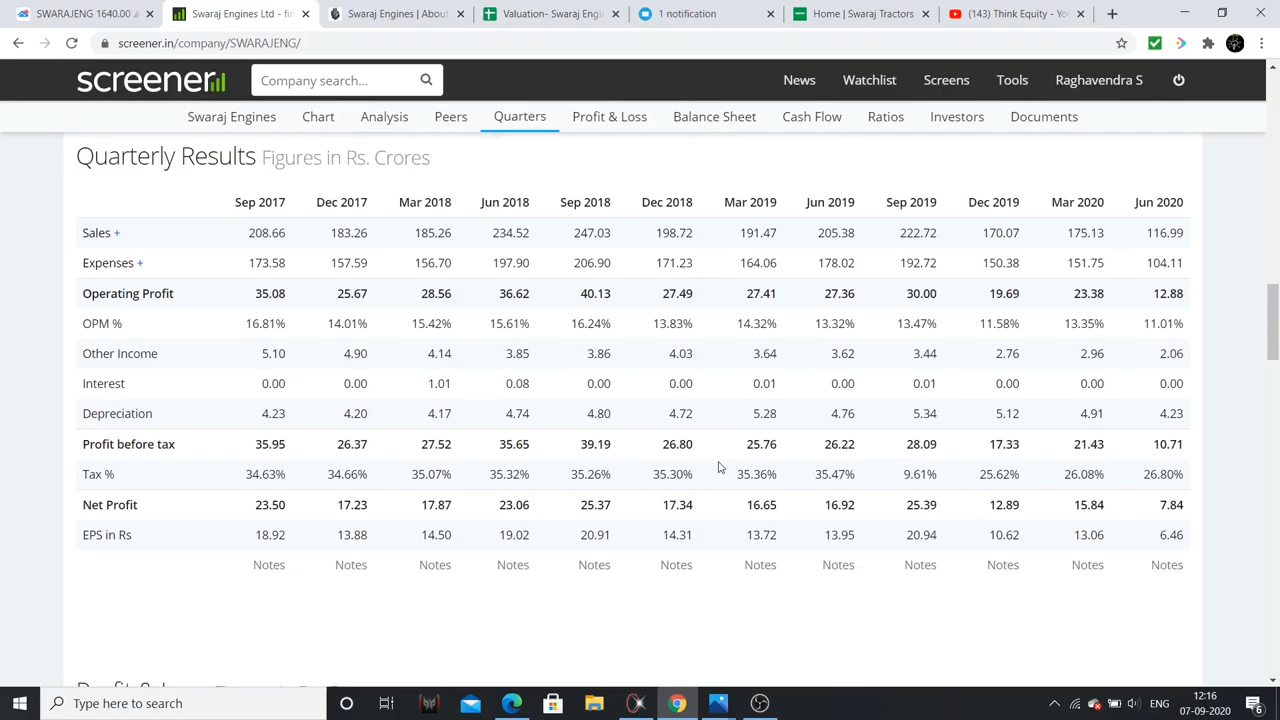 SWARAJENG 1640.00
Swaraj Engines Ltd - fin
Swaraj Engines | About
Valuation- Swaraj Engi
1 notification
Home | Swaraj Tractors
(143) Think Equity - Yo
screener.in/company/SWARAJENG/
screener
Company search...
News Watchlist Screens Tools Raghavendra S
Swaraj Engines Chart Analysis Peers Quarters Profit & Loss Balance Sheet Cash Flow Ratios Investors Documents
Quarterly Results Figures in Rs. Crores
Sep 2017 Dec 2017 Mar 2018 Jun 2018 Sep 2018 Dec 2018 Mar 2019 Jun 2019 Sep 2019 Dec 2019 Mar 2020 Jun 2020
Sales + 208.66 183.26 185.26 234.52 247.03 198.72 191.47 205.38 222.72 170.07 175.13 116.99
Expenses + 173.58 157.59 156.70 197.90 206.90 171.23 164.06 178.02 192.72 150.38 151.75 104.11
Operating Profit 35.08 25.67 28.56 36.62 40.13 27.49 27.41 27.36 30.00 19.69 23.38 12.88
OPM % 16.81% 14.01% 15.42% 15.61% 16.24% 13.83% 14.32% 13.32% 13.47% 11.58% 13.35% 11.01%
Other Income 5.10 4.90 4.14 3.85 3.86 4.03 3.64 3.62 3.44 2.76 2.96 2.06
Interest 0.00 0.00 1.01 0.08 0.00 0.00 0.01 0.00 0.01 0.00 0.00 0.00
Depreciation 4.23 4.20 4.17 4.74 4.80 4.72 5.28 4.76 5.34 5.12 4.91 4.23
Profit before tax 35.95 26.37 27.52 35.65 39.19 26.80 25.76 26.22 28.09 17.33 21.43 10.71
Tax % 34.63% 34.66% 35.07% 35.32% 35.26% 35.30% 35.36% 35.47% 9.61% 25.62% 26.08% 26.80%
Net Profit 23.50 17.23 17.87 23.06 25.37 17.34 16.65 16.92 25.39 12.89 15.84 7.84
EPS in Rs 18.92 13.88 14.50 19.02 20.91 14.31 13.72 13.95 20.94 10.62 13.06 6.46
Notes Notes Notes Notes Notes Notes Notes Notes Notes Notes Notes Notes
Type here to search
ENG
12:16
07-09-2020
6